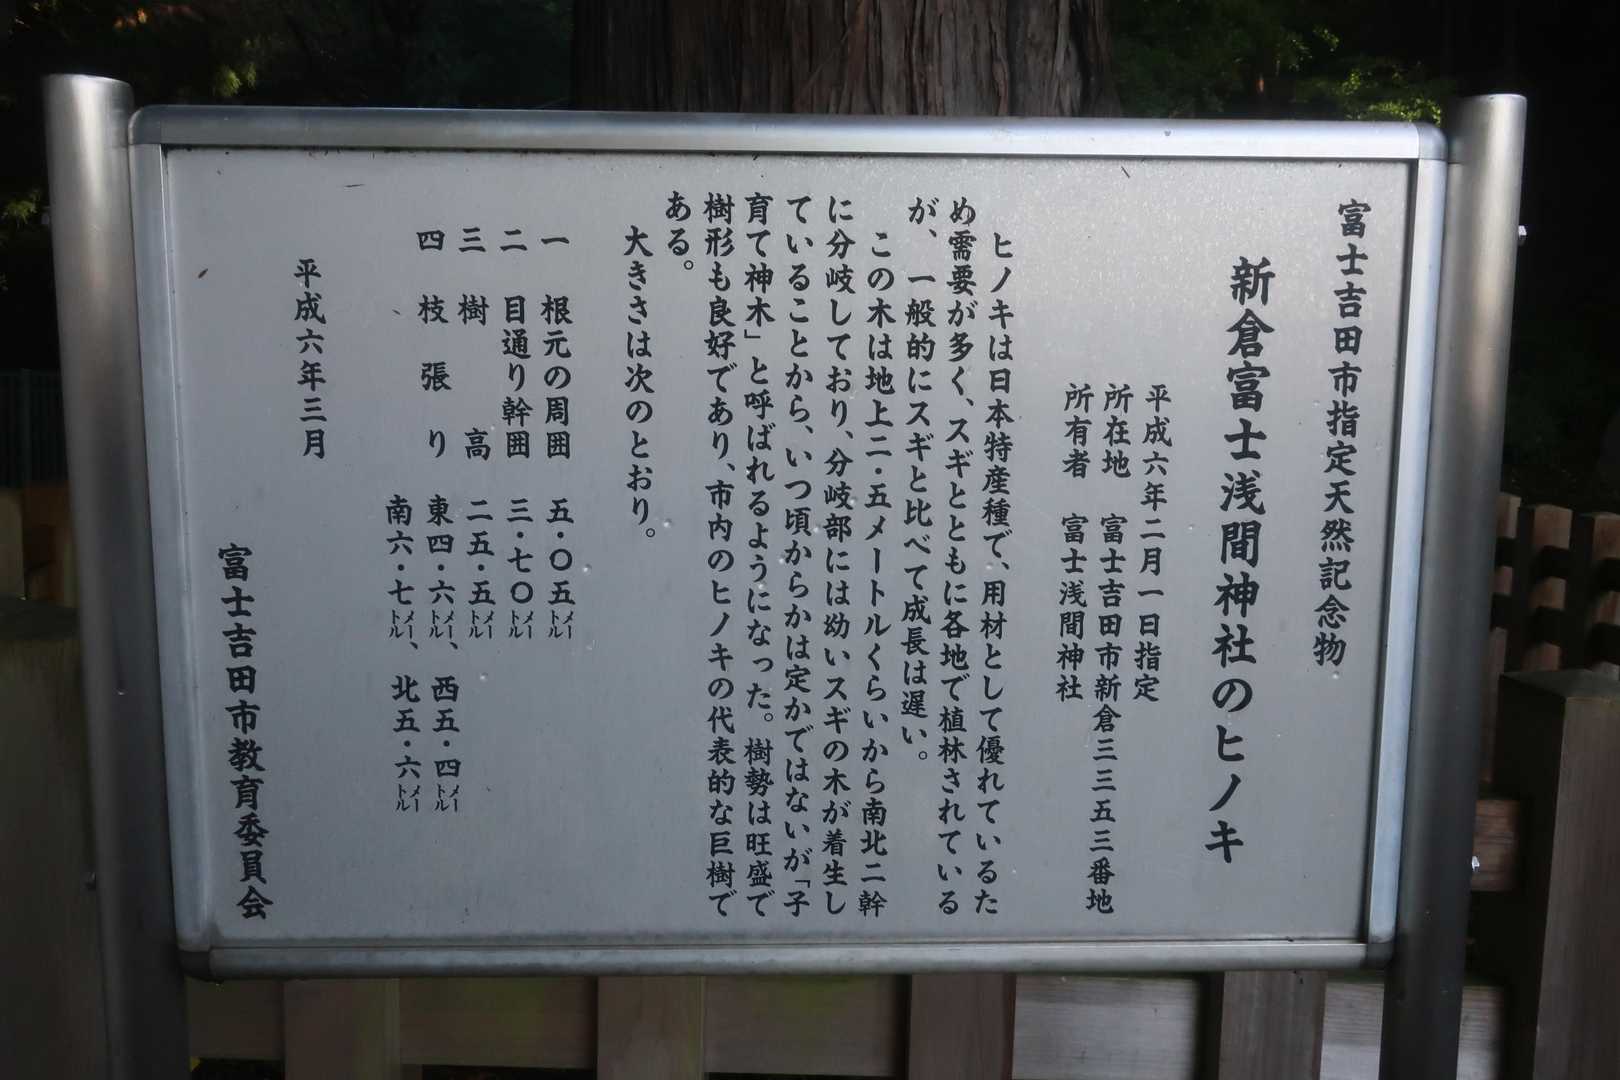 富士吉田市指定天然記念物
新倉富士浅間神社のヒノキ
平成六年二月一日指定
所在地　富士吉田市新倉三三五三番地
所有者　富士浅間神社
ヒノキは日本特産種で、用材として優れているた
め需要が多く、スギとともに各地で植林されている
が、一般的にスギと比べて成長は遅い。
この木は地上二・五メートルくらいから南北二幹
に分岐しており、分岐部には幼いスギの木が着生し
ていることから、いつ頃からかは定かではないが「子
育て神木」と呼ばれるようになった。樹勢は旺盛で
樹形も良好であり、市内のヒノキの代表的な巨樹で
ある。
大きさは次のとおり。
一　根元の周囲　五・〇五メートル
二　目通り幹囲　三・七〇メートル
三　樹高　二五・五メートル
四　枝張り　東四・六メートル、西五・四メートル
南六・七メートル、北五・六メートル
平成六年三月
富士吉田市教育委員会